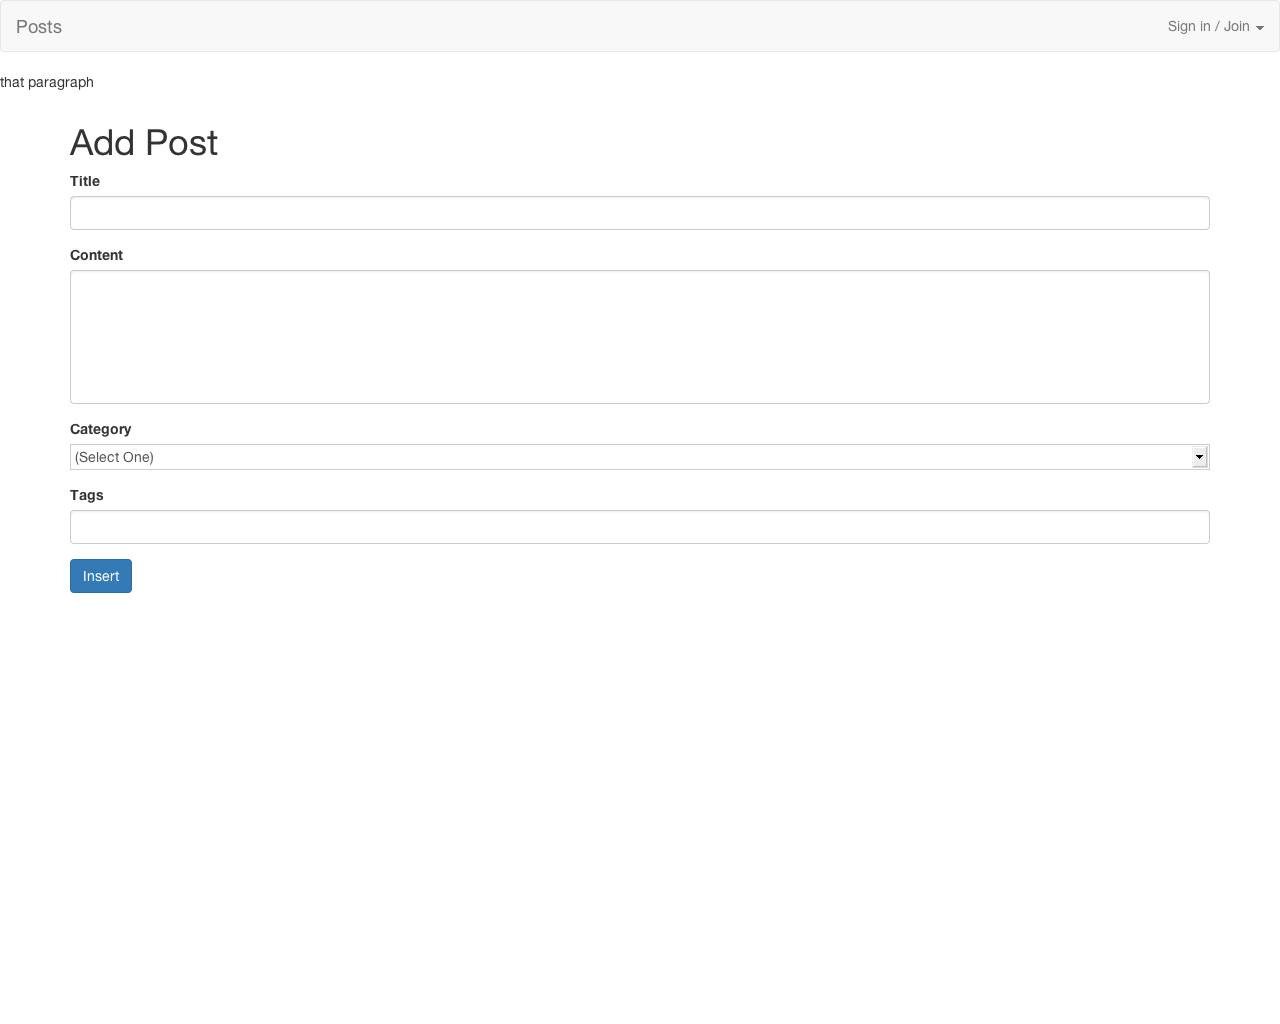 Posts
Sign in / Join
that paragraph
Add Post
Title
Content
Category
(Select One)
Tags
Insert